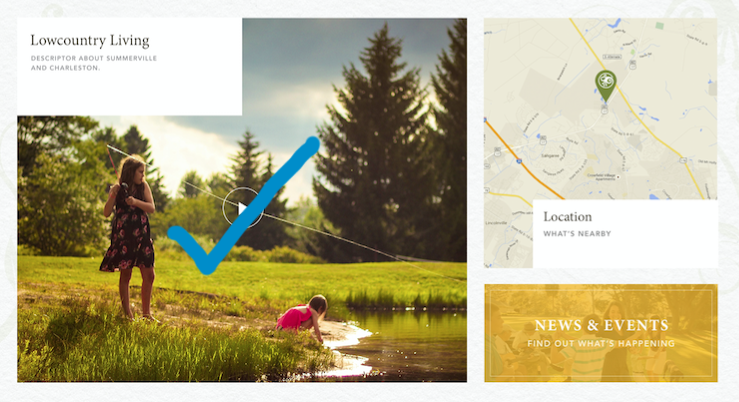 Lowcountry Living
DESCRIPTOR ABOUT SUMMERVILLE
AND CHARLESTON.
Location
WHAT'S NEARBY
NEWS & EVENTS
FIND OUT WHAT'S HAPPENING